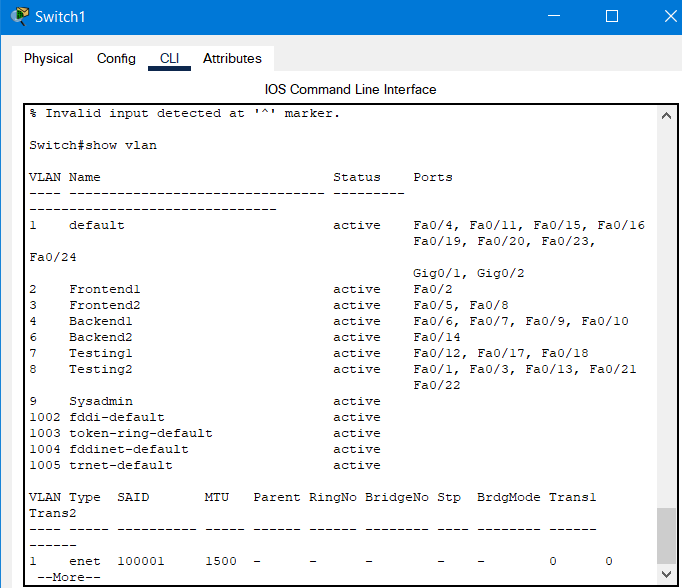 Switch1
Physical Config CLI Attributes
IOS Command Line Interface
% Invalid input detected at '^' marker.
Switch#show vlan
VLAN Name                             Status    Ports
---- -------------------------------- ---------
-------------------------------
1    default                          active    Fa0/4, Fa0/11, Fa0/15, Fa0/16
                                                Fa0/19, Fa0/20, Fa0/23,
Fa0/24
                                                Gig0/1, Gig0/2
2    Frontend1                        active    Fa0/2
3    Frontend2                        active    Fa0/5, Fa0/8
4    Backend1                         active    Fa0/6, Fa0/7, Fa0/9, Fa0/10
6    Backend2                         active    Fa0/14
7    Testing1                         active    Fa0/12, Fa0/17, Fa0/18
8    Testing2                         active    Fa0/1, Fa0/3, Fa0/13, Fa0/21
                                                Fa0/22
9    Sysadmin                         active
1002 fddi-default                     active
1003 token-ring-default               active
1004 fddinet-default                  active
1005 trnet-default                    active
VLAN Type  SAID       MTU   Parent RingNo BridgeNo Stp  BrdgMode Trans1
Trans2
---- ----- ---------- ----- ------ ------ -------- ---- -------- ------
------
1    enet  100001     1500  -      -      -        -    -        0      0
 --More--